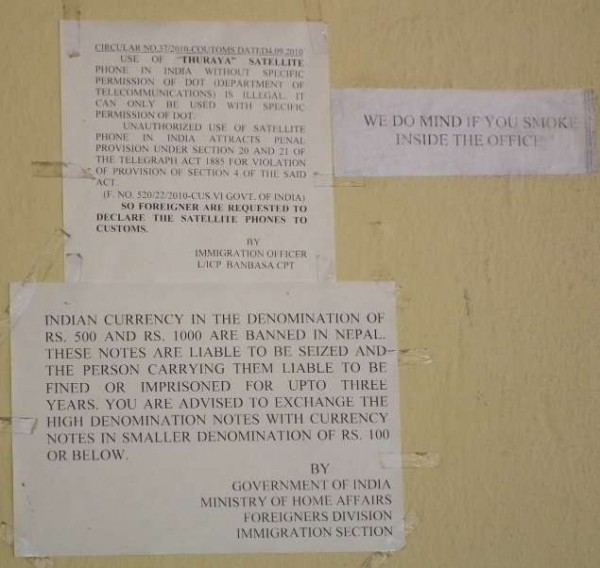 CIRCULAR NO.37/2010-COUTOMS DATED4.09.2010
USE OF "THURAYA" SATELLITE
PHONE IN INDIA WITHOUT SPECIFIC
PERMISSION OF DOT (DEPARTMENT OF
TELECOMMUNICATIONS) IS ILLEGAL. IT
CAN ONLY BE USED WITH SPECIFIC
PERMISSION OF DOT.
UNAUTHORIZED USE OF SATELLITE
PHONE IN INDIA ATTRACTS PENAL
PROVISION UNDER SECTION 20 AND 21 OF
THE TELEGRAPH ACT 1885 FOR VIOLATION
OF PROVISION OF SECTION 4 OF THE SAID
ACT.
(F. NO. 520/22/2010-CUS.VI GOVT. OF INDIA)
SO FOREIGNER ARE REQUESTED TO
DECLARE THE SATELLITE PHONES TO
CUSTOMS.
BY
IMMIGRATION OFFICER
L/ICP BANBASA CPT
WE DO MIND IF YOU SMOKE
INSIDE THE OFFICE
INDIAN CURRENCY IN THE DENOMINATION OF
RS. 500 AND RS. 1000 ARE BANNED IN NEPAL.
THESE NOTES ARE LIABLE TO BE SEIZED AND
THE PERSON CARRYING THEM LIABLE TO BE
FINED OR IMPRISONED FOR UPTO THREE
YEARS. YOU ARE ADVISED TO EXCHANGE THE
HIGH DENOMINATION NOTES WITH CURRENCY
NOTES IN SMALLER DENOMINATION OF RS. 100
OR BELOW.
BY
GOVERNMENT OF INDIA
MINISTRY OF HOME AFFAIRS
FOREIGNERS DIVISION
IMMIGRATION SECTION